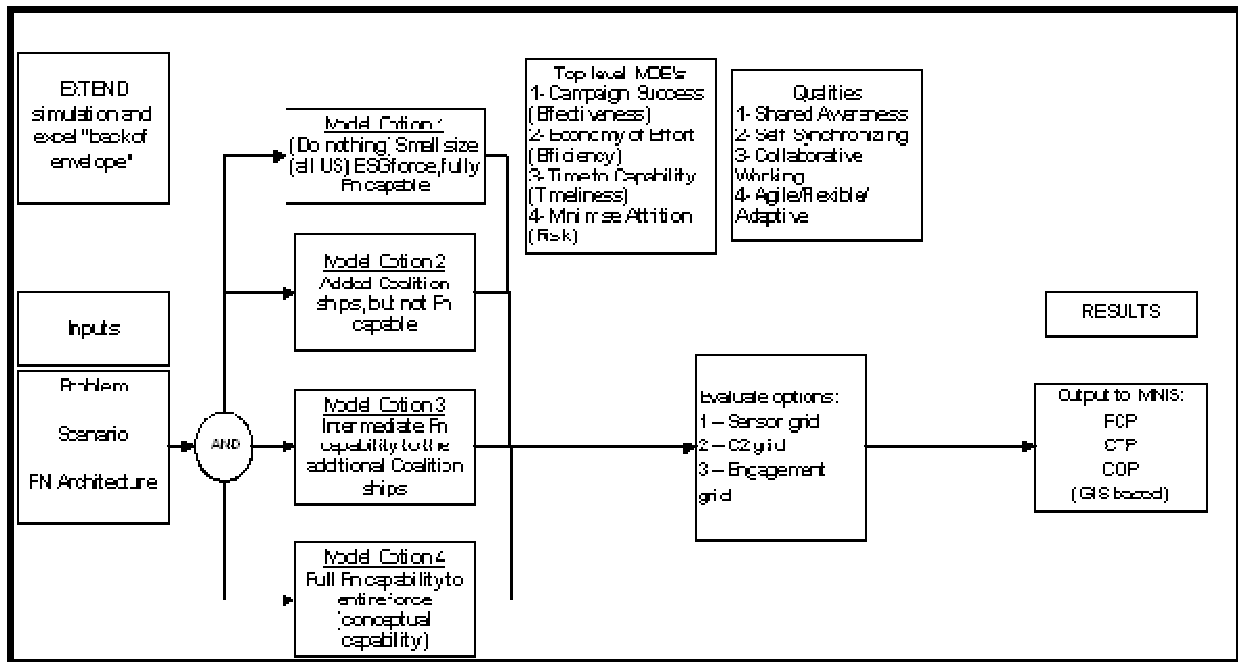 EXTEND
simulation and
excel "back of
envelope"
Inputs
Problem
Scenario
FN Architecture
AND
Model Option 1
(Do nothing) Small size
(all US) ESG force, fully
Fn capable
Model Option 2
Added Coalition
ships, but not Fn
capable
Model Option 3
Intermediate Fn
capability to the
additional Coalition
ships
Model Option 4
Full Fn capability to
entire force
(conceptual
capability)
Top level MOE's
1- Campaign Success
(Effectiveness)
2- Economy of Effort
(Efficiency)
3- Time to Capability
(Timeliness)
4- Minimise Attrition
(Risk)
Qualities
1- Shared Awareness
2- Self Synchronizing
3- Collaborative
Working
4- Agile/Flexible/
Adaptive
Evaluate options:
1 – Sensor grid
2 – C2 grid
3 – Engagement
grid
RESULTS
Output to MNIS:
FCP
CTP
COP
(GIS based)